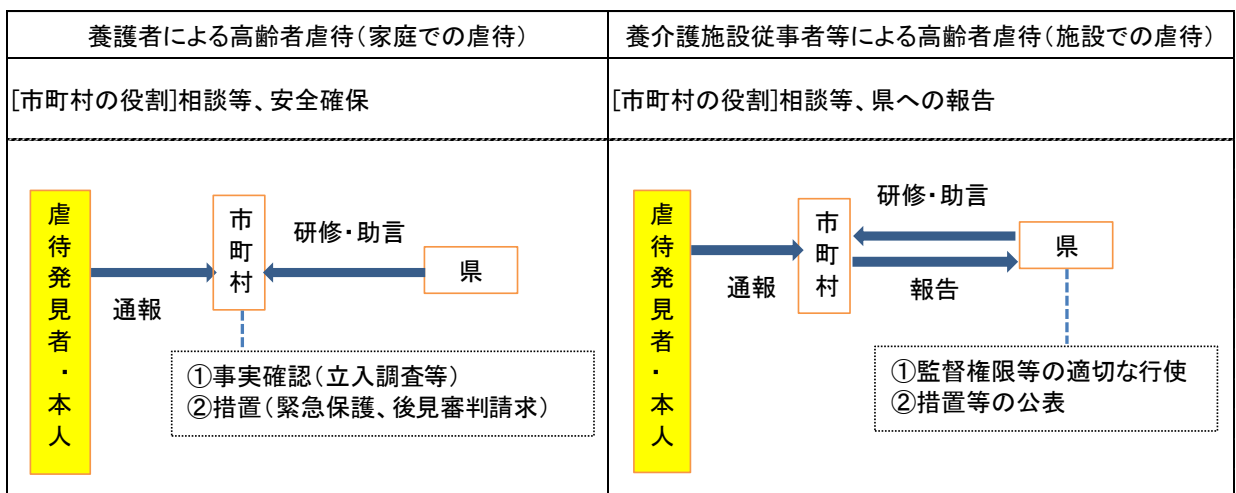 養護者による高齢者虐待(家庭での虐待)
養介護施設従事者等による高齢者虐待(施設での虐待)
[市町村の役割]相談等、安全確保
[市町村の役割]相談等、県への報告
虐待発見者・本人
通報
市町村
研修・助言
県
①事実確認(立入調査等)
②措置(緊急保護、後見審判請求)
虐待発見者・本人
通報
市町村
研修・助言
報告
県
①監督権限等の適切な行使
②措置等の公表